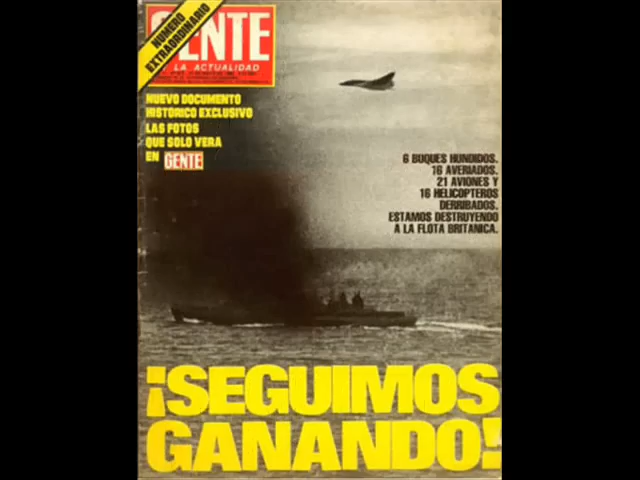 NUMERO
EXTRAORDINARIO
GENTE
LA ACTUALIDAD
NUEVO DOCUMENTO
HISTORICO EXCLUSIVO
LAS FOTOS
QUE SOLO VERA
EN GENTE
6 BUQUES HUNDIDOS.
16 AVERIADOS.
21 AVIONES Y
16 HELICOPTEROS
DERRIBADOS.
ESTAMOS DESTRUYENDO
A LA FLOTA BRITANICA.
¡SEGUIMOS
GANANDO!